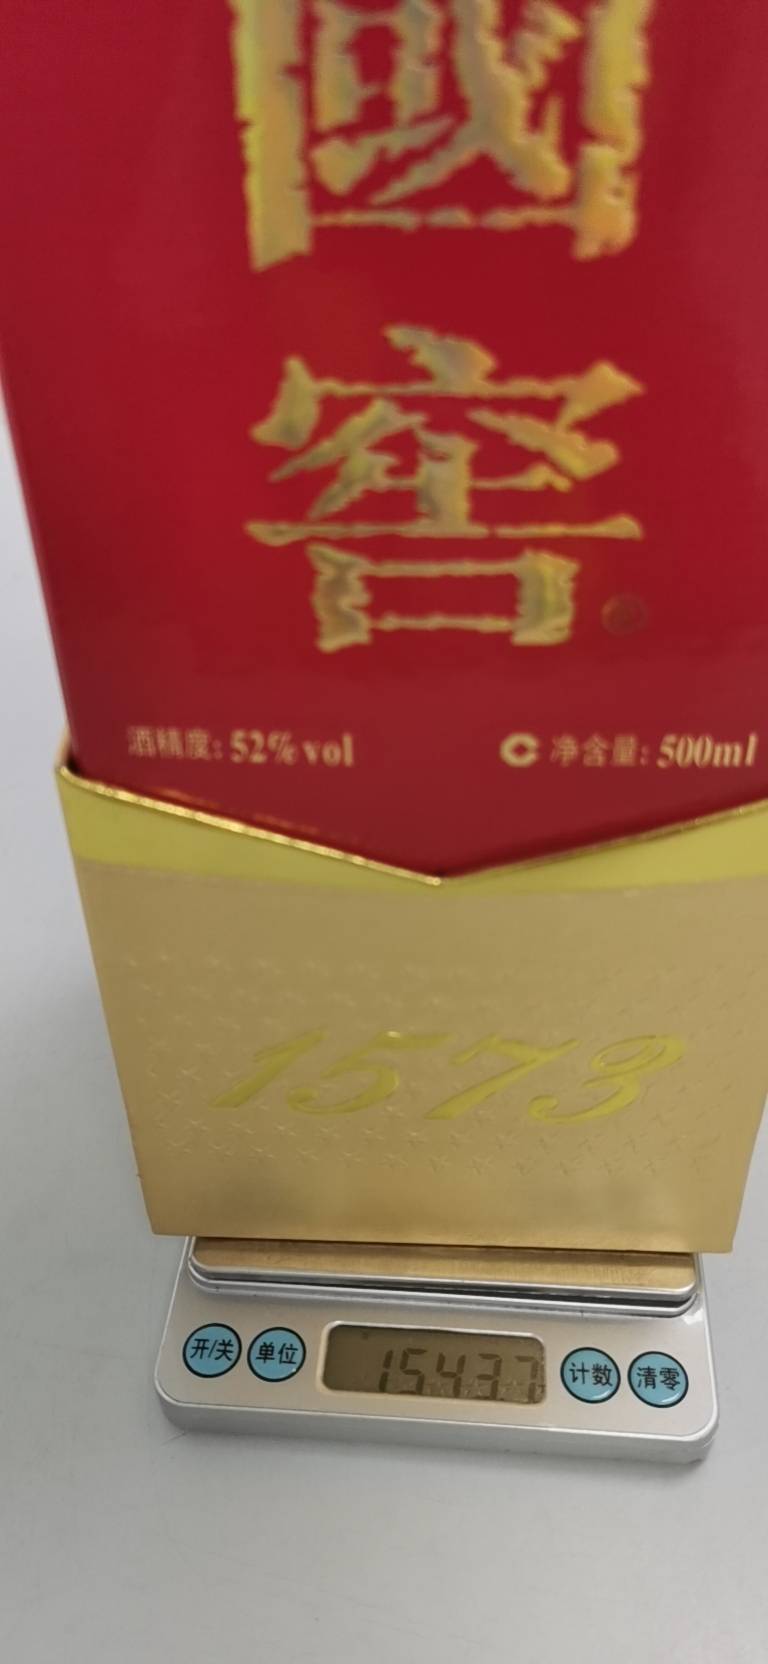 國
窖
酒精度: 52%vol
净含量: 500ml
1573
开/关
单位
1543.7
计数
清零